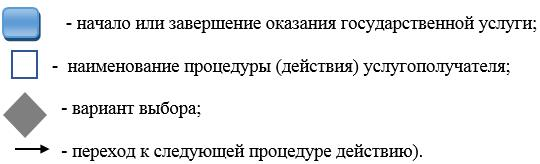 - начало или завершение оказания государственной услуги;
- наименование процедуры (действия) услугополучателя;
- вариант выбора;
- переход к следующей процедуре действию).